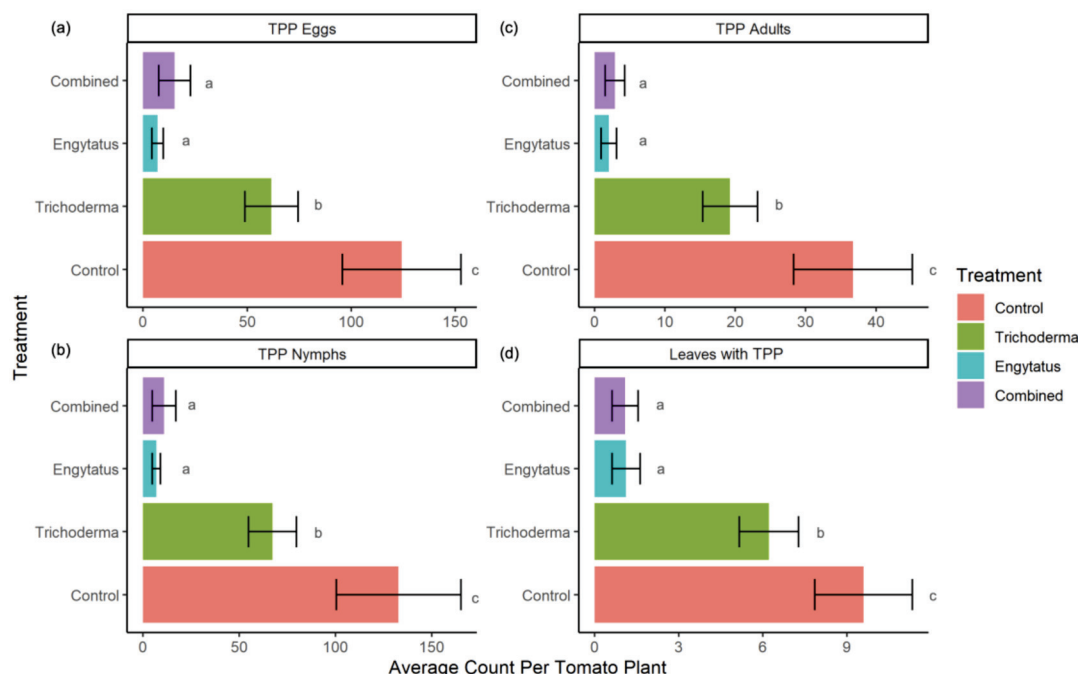 (a)
TPP Eggs
Combined
a
Engytatus
a
Trichoderma
b
Control
c
0 50 100 150
(c)
TPP Adults
Combined
a
Engytatus
a
Trichoderma
b
Control
c
0 10 20 30 40
(b)
TPP Nymphs
Combined
a
Engytatus
a
Trichoderma
b
Control
c
0 50 100 150
(d)
Leaves with TPP
Combined
a
Engytatus
a
Trichoderma
b
Control
c
0 3 6 9
Treatment
Average Count Per Tomato Plant
Treatment
Control
Trichoderma
Engytatus
Combined